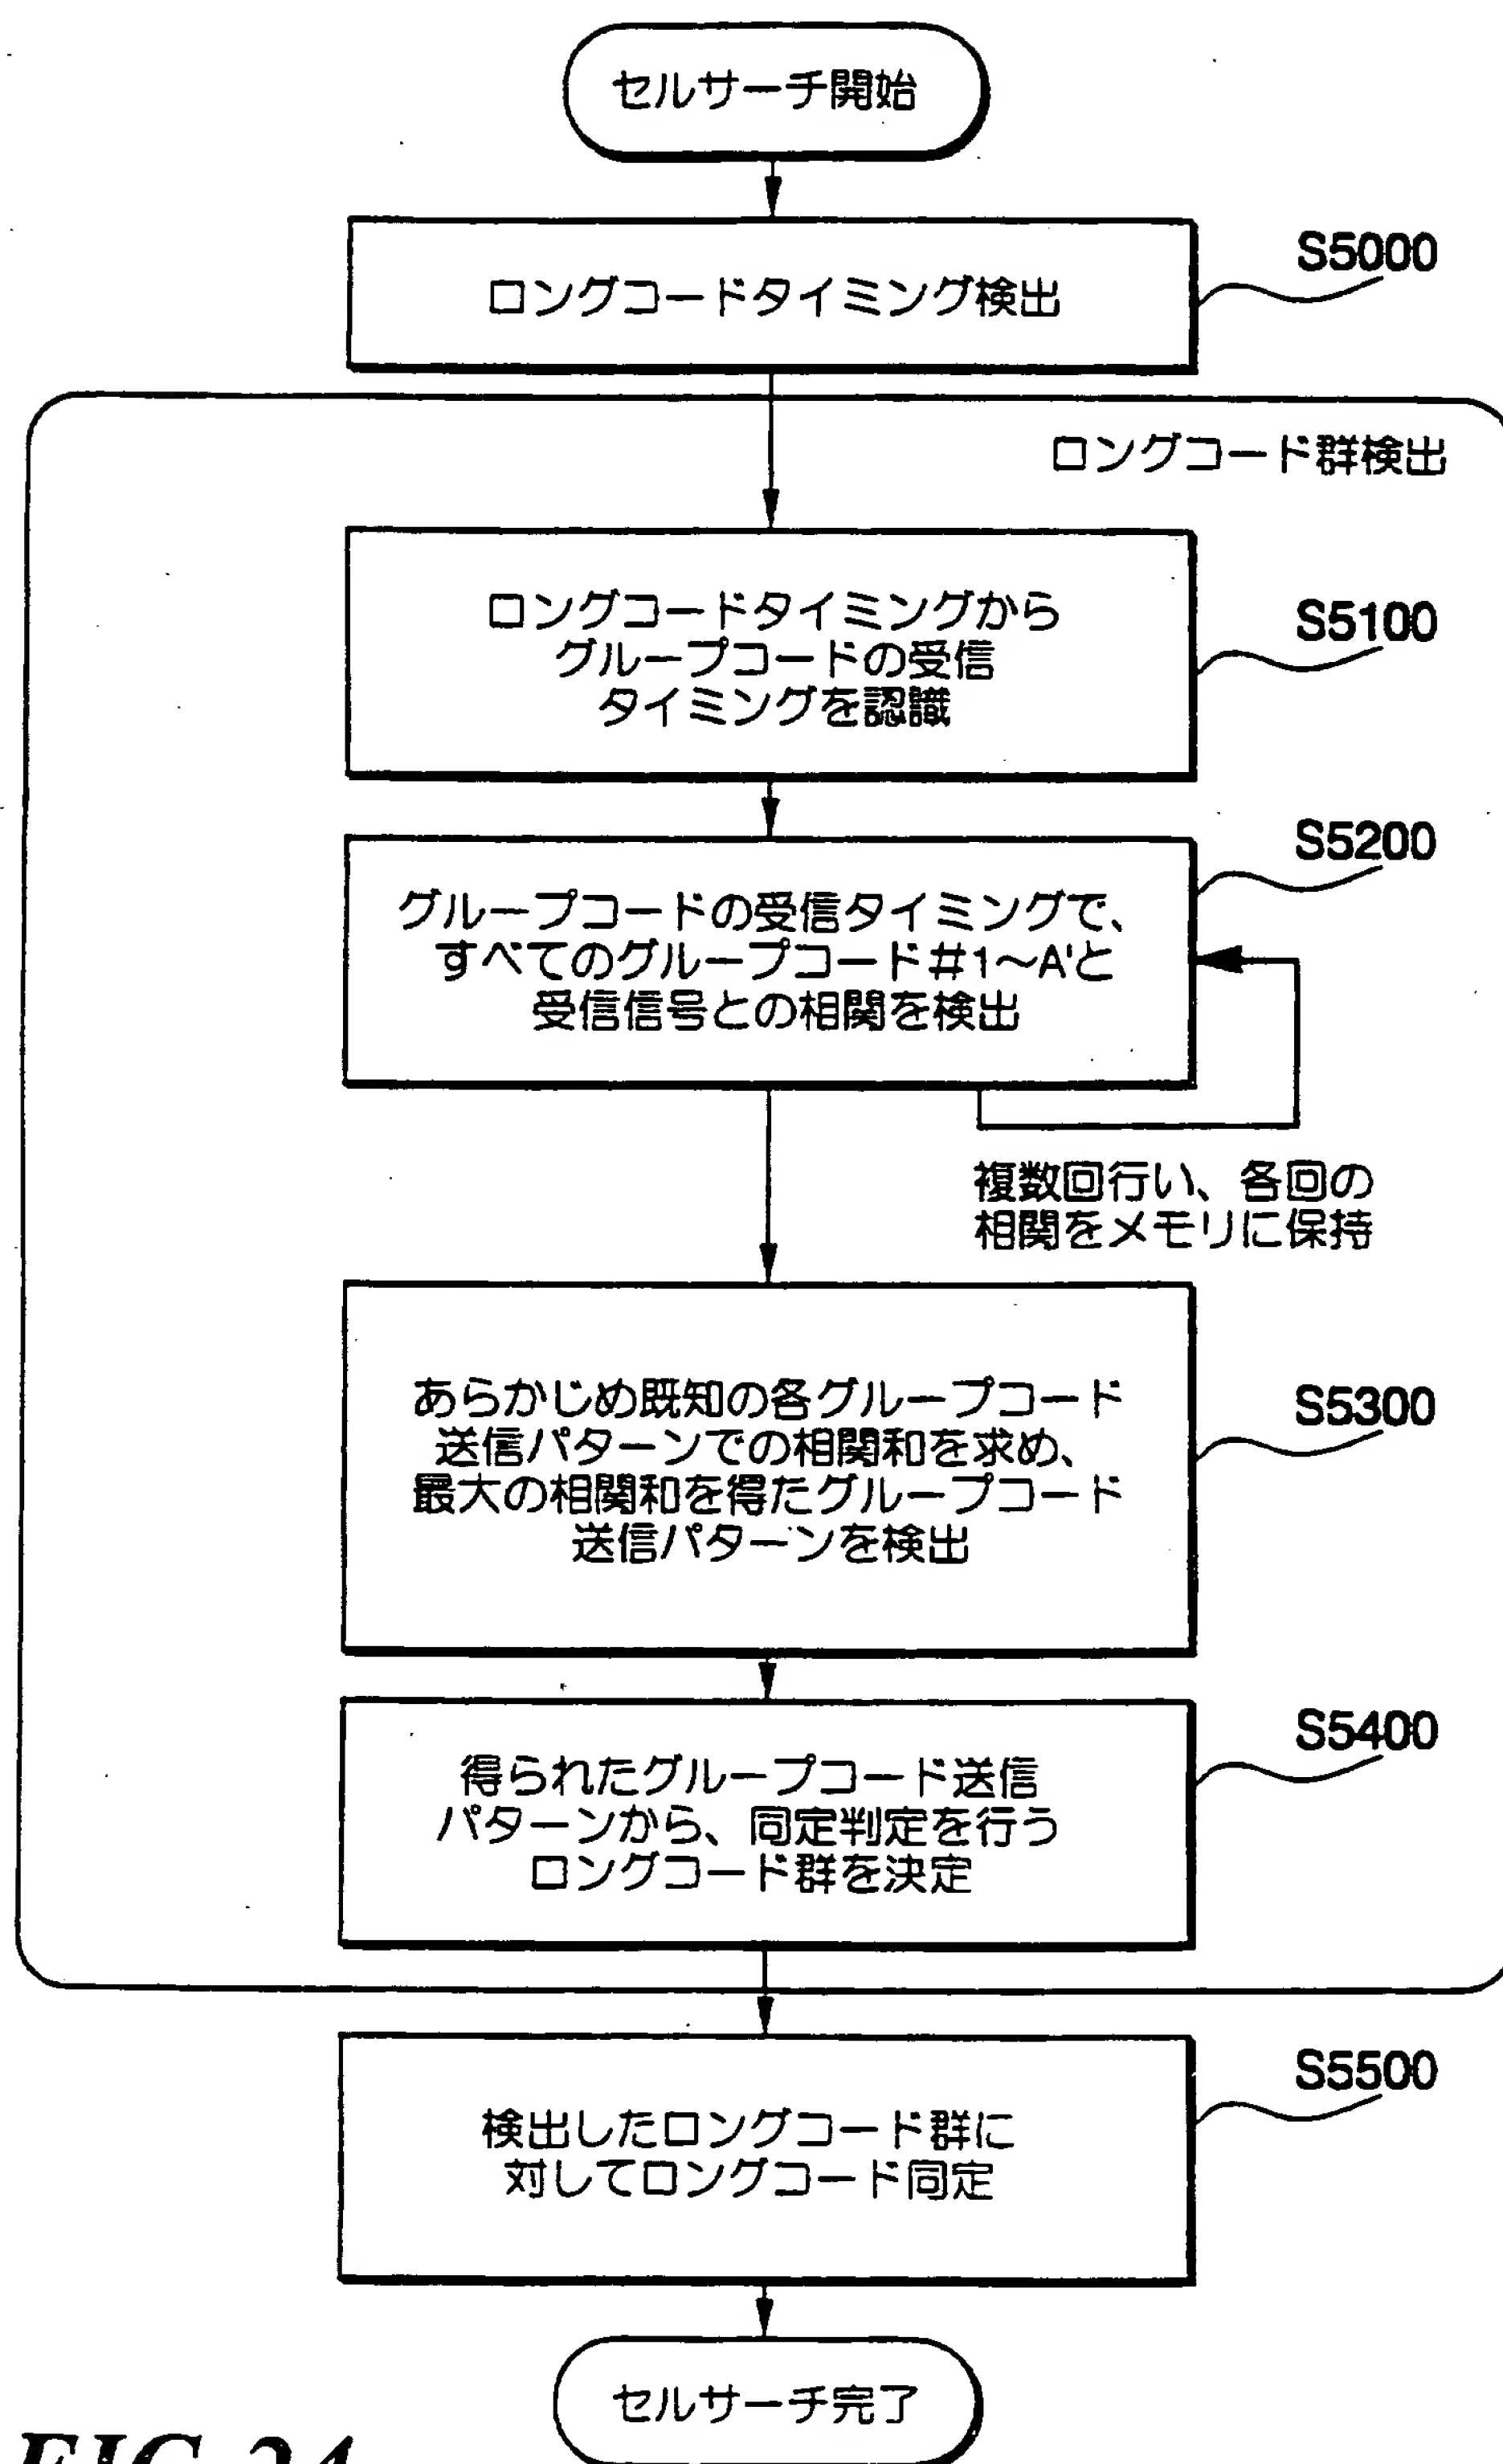 セルサーチ開始
ロングコードタイミング検出
S5000
ロングコード群検出
ロングコードタイミングから
グループコードの受信
タイミングを認識
S5100
グループコードの受信タイミングで、
すべてのグループコード#1〜A'と
受信信号との相関を検出
S5200
複数回行い、各回の
相関をメモリに保持
あらかじめ既知の各グループコード
送信パターンでの相関和を求め、
最大の相関和を得たグループコード
送信パターンを検出
S5300
得られたグループコード送信
パターンから、同定判定を行う
ロングコード群を決定
S5400
検出したロングコード群に
対してロングコード同定
S5500
セルサーチ完了
FIG.24